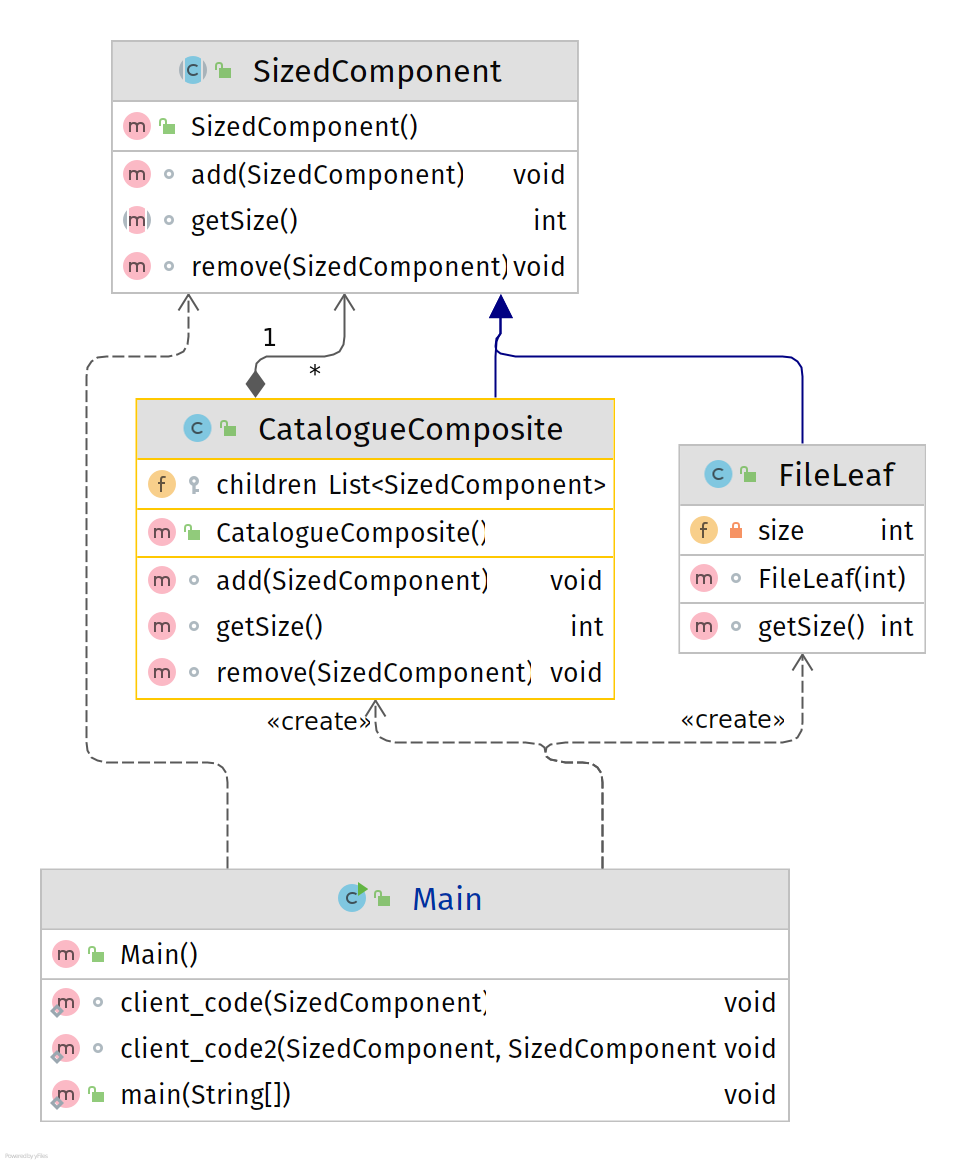 SizedComponent
SizedComponent()
add(SizedComponent) void
getSize() int
remove(SizedComponent) void
1
*
CatalogueComposite
children List<SizedComponent>
CatalogueComposite()
add(SizedComponent) void
getSize() int
remove(SizedComponent) void
FileLeaf
size int
FileLeaf(int)
getSize() int
«create»
«create»
Main
Main()
client_code(SizedComponent) void
client_code2(SizedComponent, SizedComponent void
main(String[]) void
Powered by yFiles